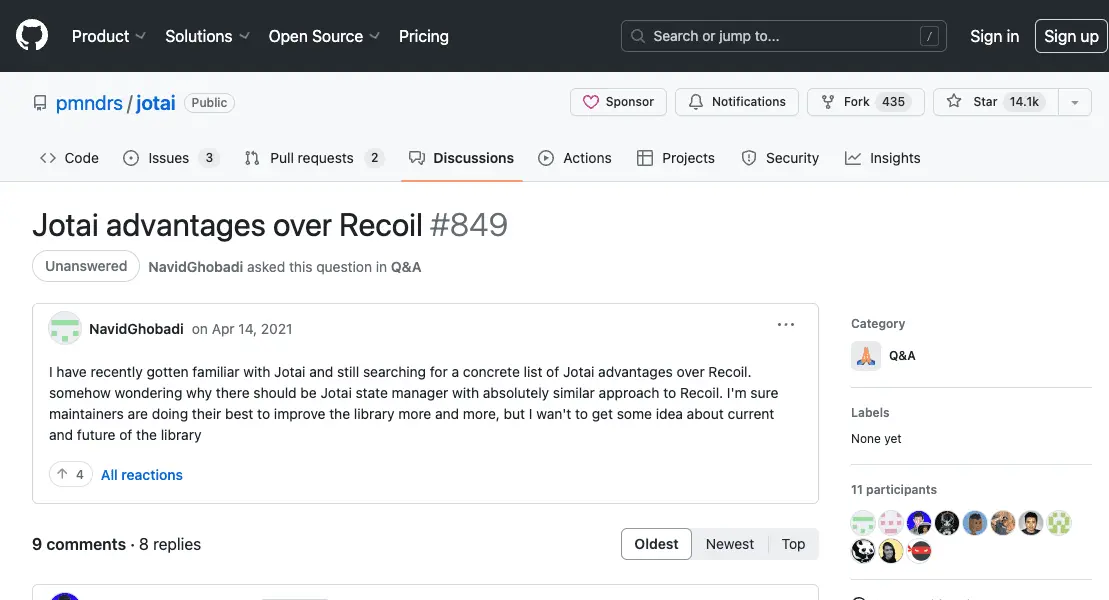 Product Solutions Open Source Pricing Search or jump to... / Sign in Sign up
pmndrs / jotai Public Sponsor Notifications Fork 435 Star 14.1k
Code Issues 3 Pull requests 2 Discussions Actions Projects Security Insights
Jotai advantages over Recoil #849
Unanswered NavidGhobadi asked this question in Q&A
NavidGhobadi on Apr 14, 2021 ...
I have recently gotten familiar with Jotai and still searching for a concrete list of Jotai advantages over Recoil.
somehow wondering why there should be Jotai state manager with absolutely similar approach to Recoil. I'm sure
maintainers are doing their best to improve the library more and more, but I wan't to get some idea about current
and future of the library
4 All reactions
Category
Q&A
Labels
None yet
11 participants
9 comments · 8 replies Oldest Newest Top